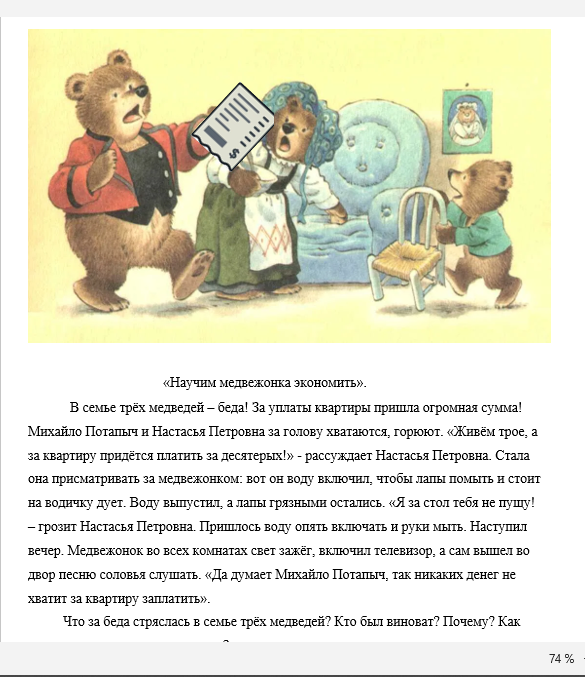 $
«Научим медвежонка экономить».
В семье трёх медведей – беда! За уплаты квартиры пришла огромная сумма!
Михайло Потапыч и Настасья Петровна за голову хватаются, горюют. «Живём трое, а
за квартиру придётся платить за десятерых!» - рассуждает Настасья Петровна. Стала
она присматривать за медвежонком: вот он воду включил, чтобы лапы помыть и стоит
на водичку дует. Воду выпустил, а лапы грязными остались. «Я за стол тебя не пущу!
– грозит Настасья Петровна. Пришлось воду опять включать и руки мыть. Наступил
вечер. Медвежонок во всех комнатах свет зажёг, включил телевизор, а сам вышел во
двор песню соловья слушать. «Да думает Михайло Потапыч, так никаких денег не
хватит за квартиру заплатить».
Что за беда стряслась в семье трёх медведей? Кто был виноват? Почему? Как
74 %